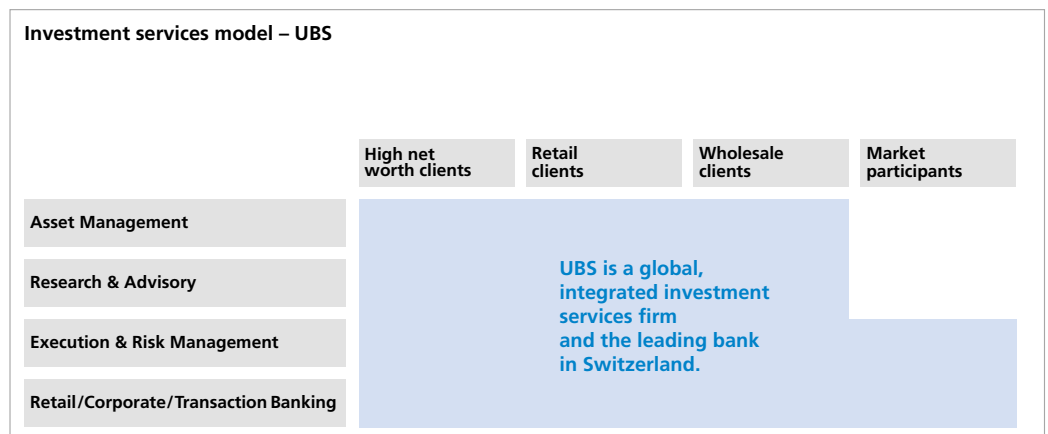 Investment services model – UBS
High net
worth clients
Retail
clients
Wholesale
clients
Market
participants
Asset Management
Research & Advisory
Execution & Risk Management
Retail/Corporate/Transaction Banking
UBS is a global,
integrated investment
services firm
and the leading bank
in Switzerland.